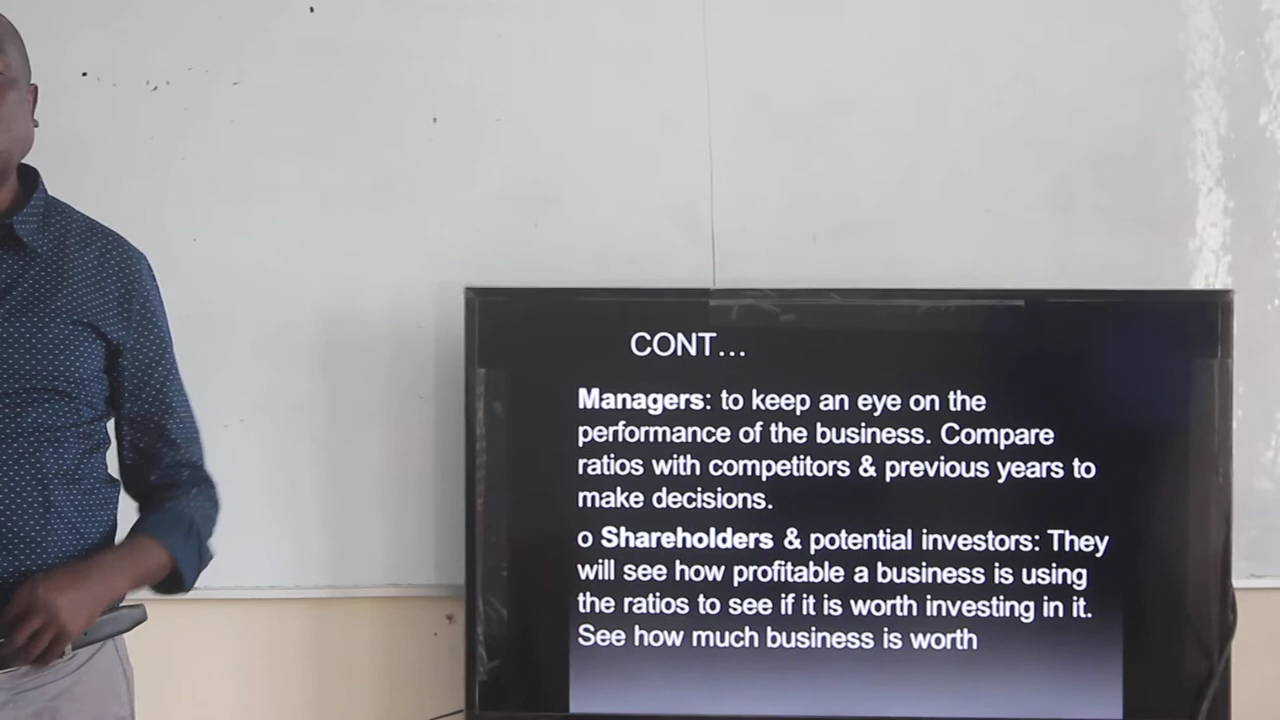 CONT...
Managers: to keep an eye on the
performance of the business. Compare
ratios with competitors & previous years to
make decisions.
o Shareholders & potential investors: They
will see how profitable a business is using
the ratios to see if it is worth investing in it.
See how much business is worth